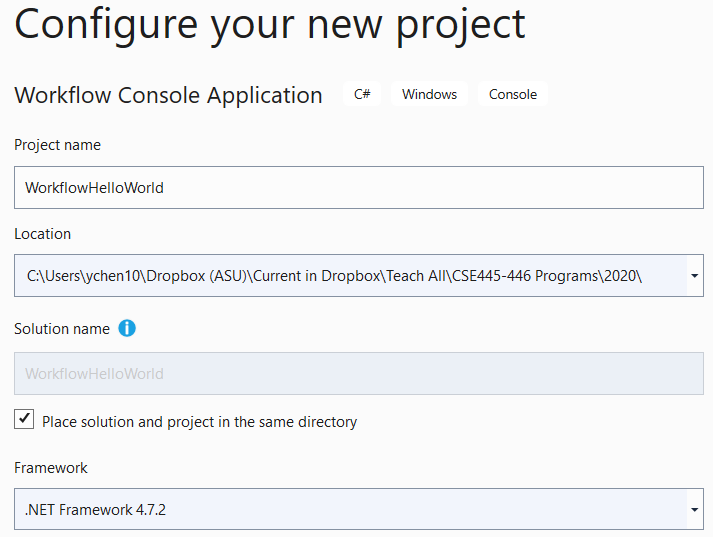 Configure your new project
Workflow Console Application C# Windows Console
Project name
WorkflowHelloWorld
Location
C:\Users\ychen10\Dropbox (ASU)\Current in Dropbox\Teach All\CSE445-446 Programs\2020\
Solution name
WorkflowHelloWorld
Place solution and project in the same directory
Framework
.NET Framework 4.7.2